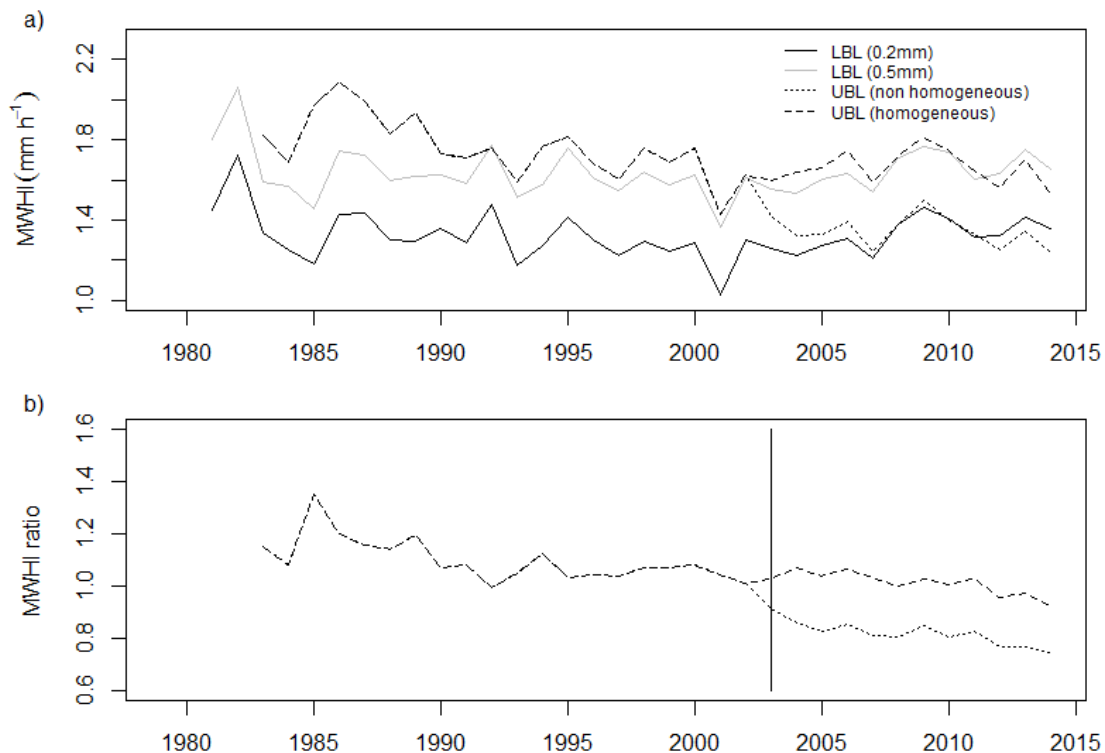 a)
MWHI (mm h⁻¹)
2.2
1.8
1.4
1.0
LBL (0.2mm)
LBL (0.5mm)
UBL (non homogeneous)
UBL (homogeneous)
1980 1985 1990 1995 2000 2005 2010 2015
b)
MWHI ratio
1.6
1.4
1.2
1.0
0.8
0.6
1980 1985 1990 1995 2000 2005 2010 2015